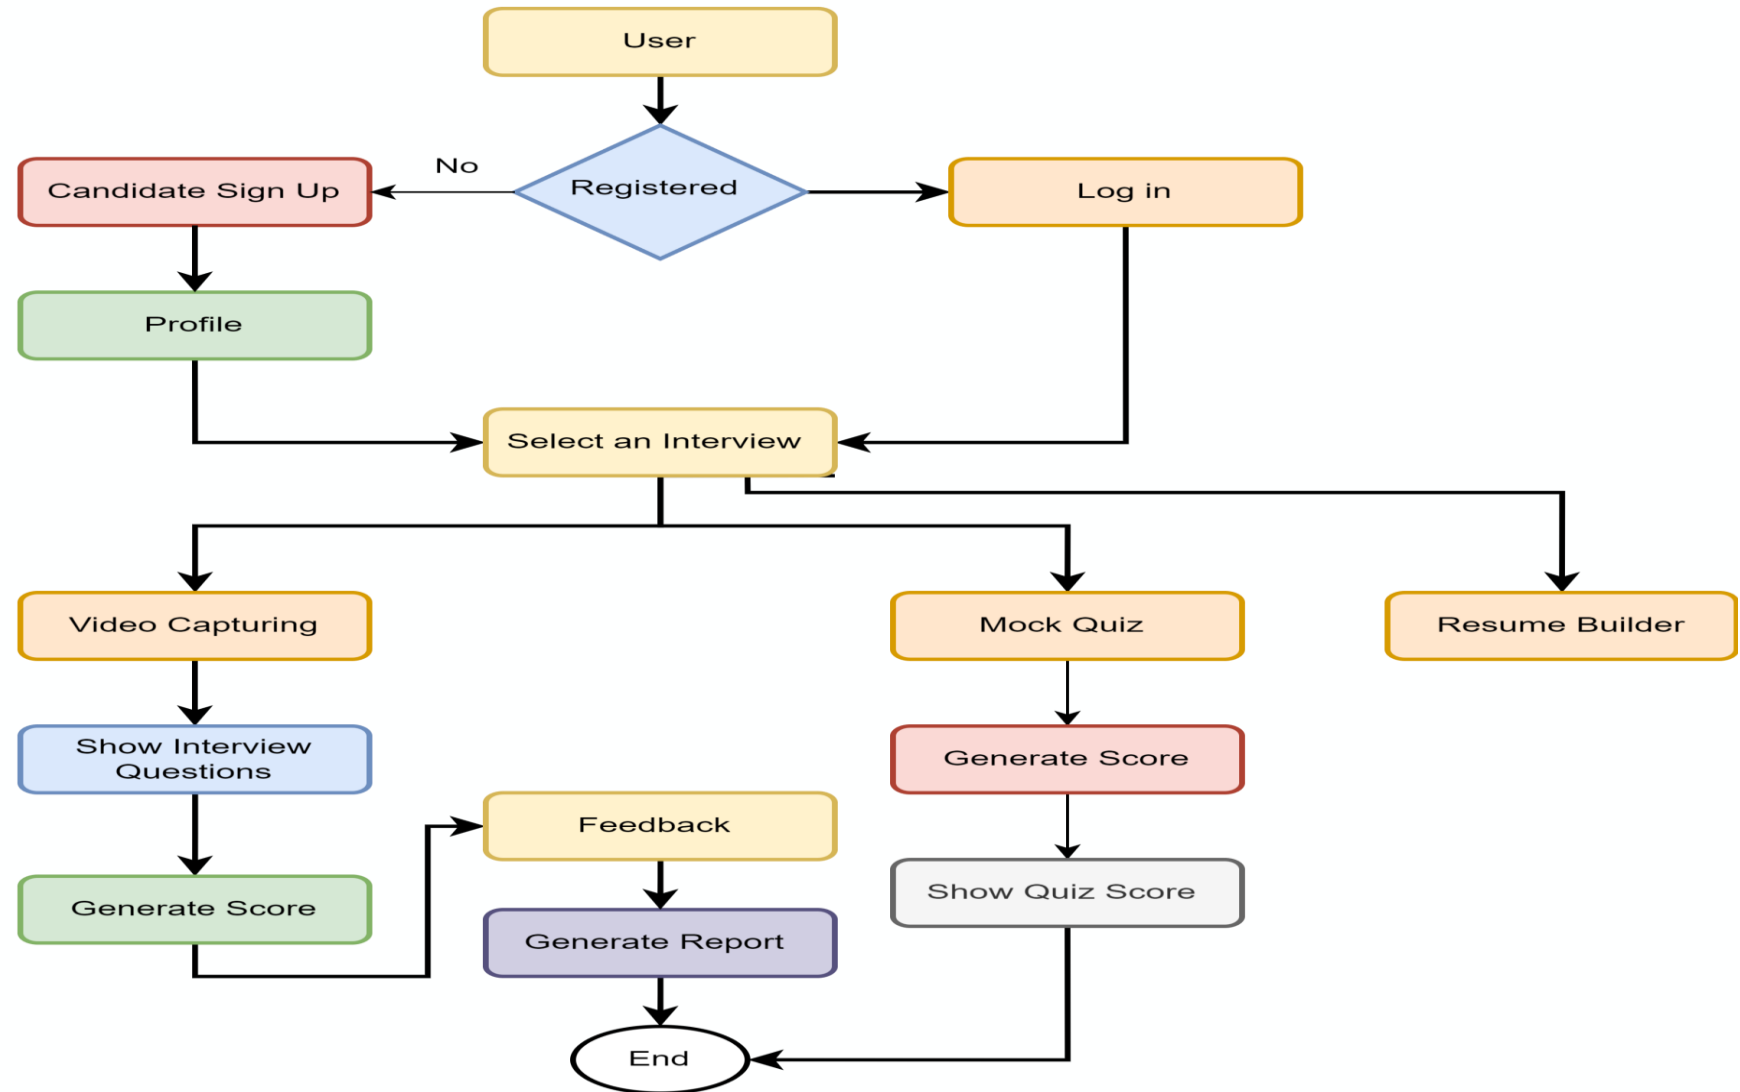 User
No
Registered
Candidate Sign Up
Log in
Profile
Select an Interview
Video Capturing
Mock Quiz
Resume Builder
Show Interview
Questions
Generate Score
Feedback
Generate Score
Show Quiz Score
Generate Report
End